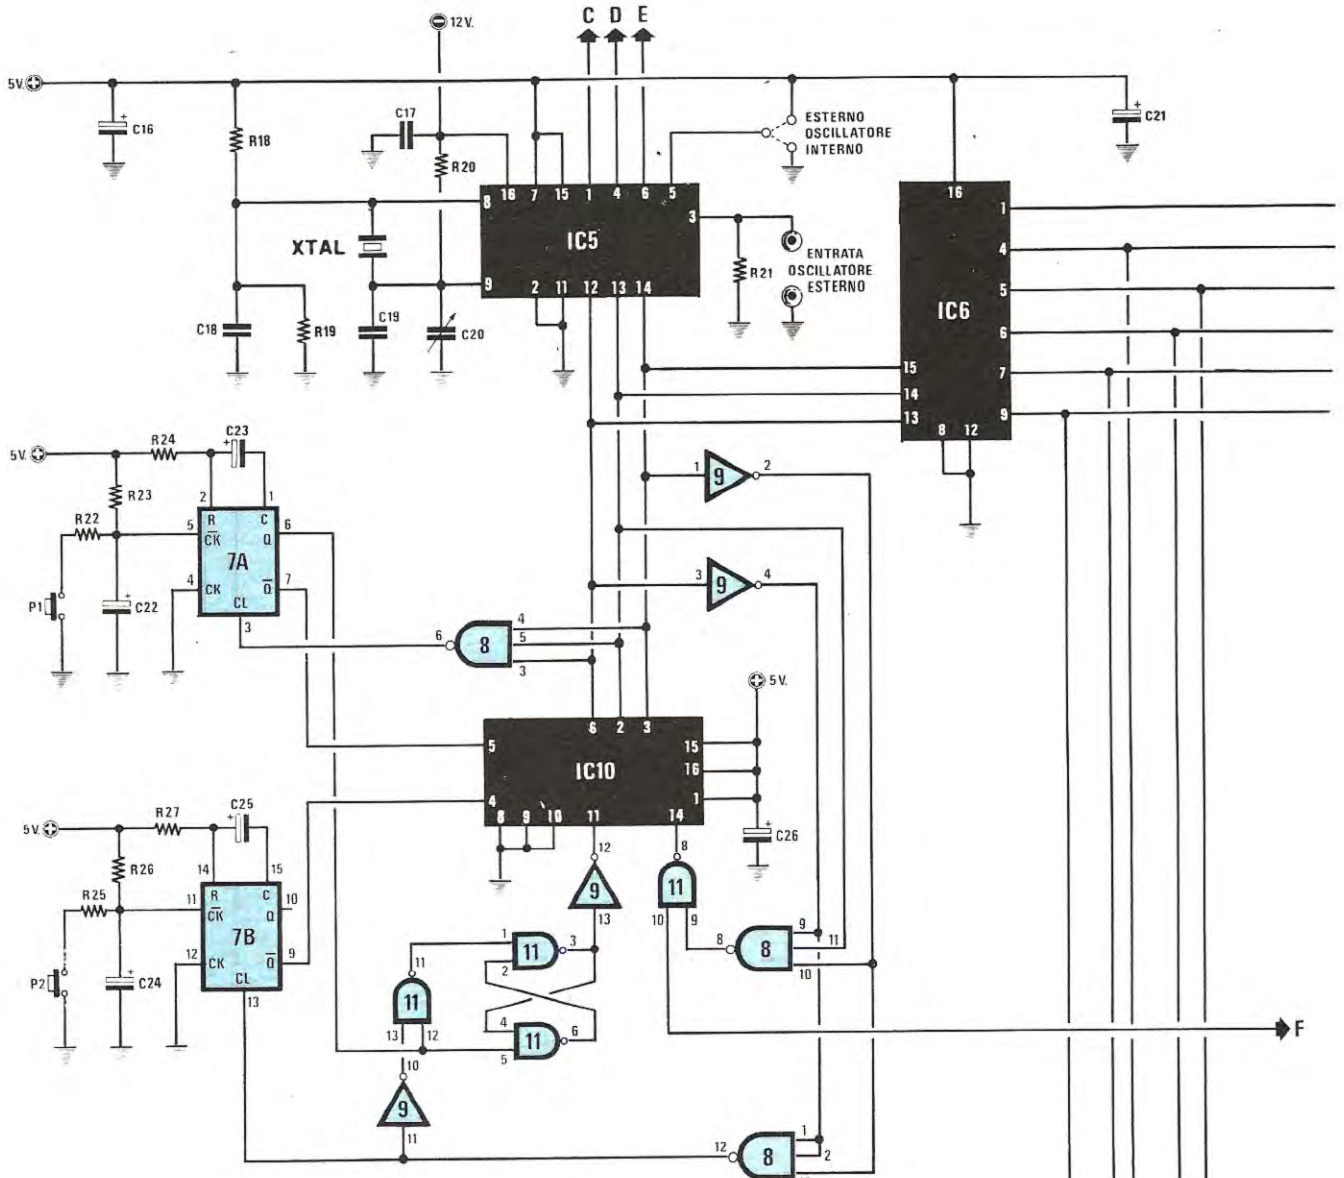 C D E
12V.
5V.
C16
R18
C17
R20
ESTERNO
OSCILLATORE
INTERNO
C21
16 7 15 1 4 6 5
8
IC5
3
XTAL
9
2 11 12 13 14
R21
ENTRATA
OSCILLATORE
ESTERNO
C18
R19
C19
C20
16
1
4
5
IC6
6
15
7
14
13
9
8 12
5V.
R24
C23
R23
R22
2 1
R C
5 CK Q 6
7A
4 CK Q 7
CL
3
P1
C22
1 9 2
3 9 4
6 8 4
5
3
5V.
6 2 3
5 15
IC10
16
4 1
8 9 10 11 14
C26
5V.
R27
C25
R26
R25
14 15
R C 10
11 CK Q
7B
12 CK Q 9
CL
13
P2
C24
12
9
13
8
11
10 9
8 8 9
11
10
1
11 3
2
11
11
13 12
4
11 6
5
F
10
9
11
12 8 1
2